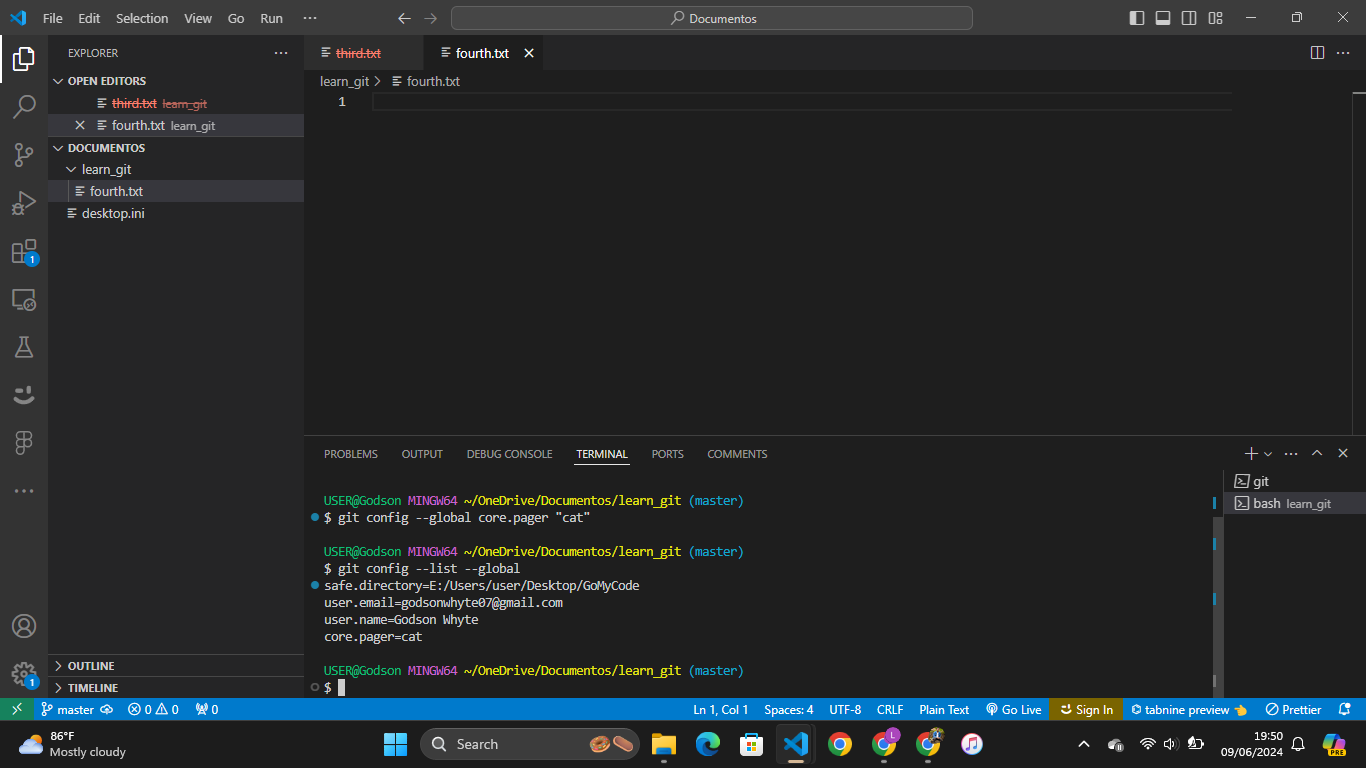 File Edit Selection View Go Run ···
Documentos
EXPLORER
OPEN EDITORS
third.txt learn_git
fourth.txt learn_git
DOCUMENTOS
learn_git
fourth.txt
desktop.ini
OUTLINE
TIMELINE
1
1
third.txt
fourth.txt
learn_git > fourth.txt
1
PROBLEMS OUTPUT DEBUG CONSOLE TERMINAL PORTS COMMENTS
USER@Godson MINGW64 ~/OneDrive/Documentos/learn_git (master)
$ git config --global core.pager "cat"
USER@Godson MINGW64 ~/OneDrive/Documentos/learn_git (master)
$ git config --list --global
safe.directory=E:/Users/user/Desktop/GoMyCode
user.email=godsonwhyte07@gmail.com
user.name=Godson Whyte
core.pager=cat
USER@Godson MINGW64 ~/OneDrive/Documentos/learn_git (master)
$
git
bash learn_git
master 0 0 0 Ln 1, Col 1 Spaces: 4 UTF-8 CRLF Plain Text Go Live Sign In tabnine preview Prettier
86°F
Mostly cloudy
Search
L
19:50
09/06/2024
PRE